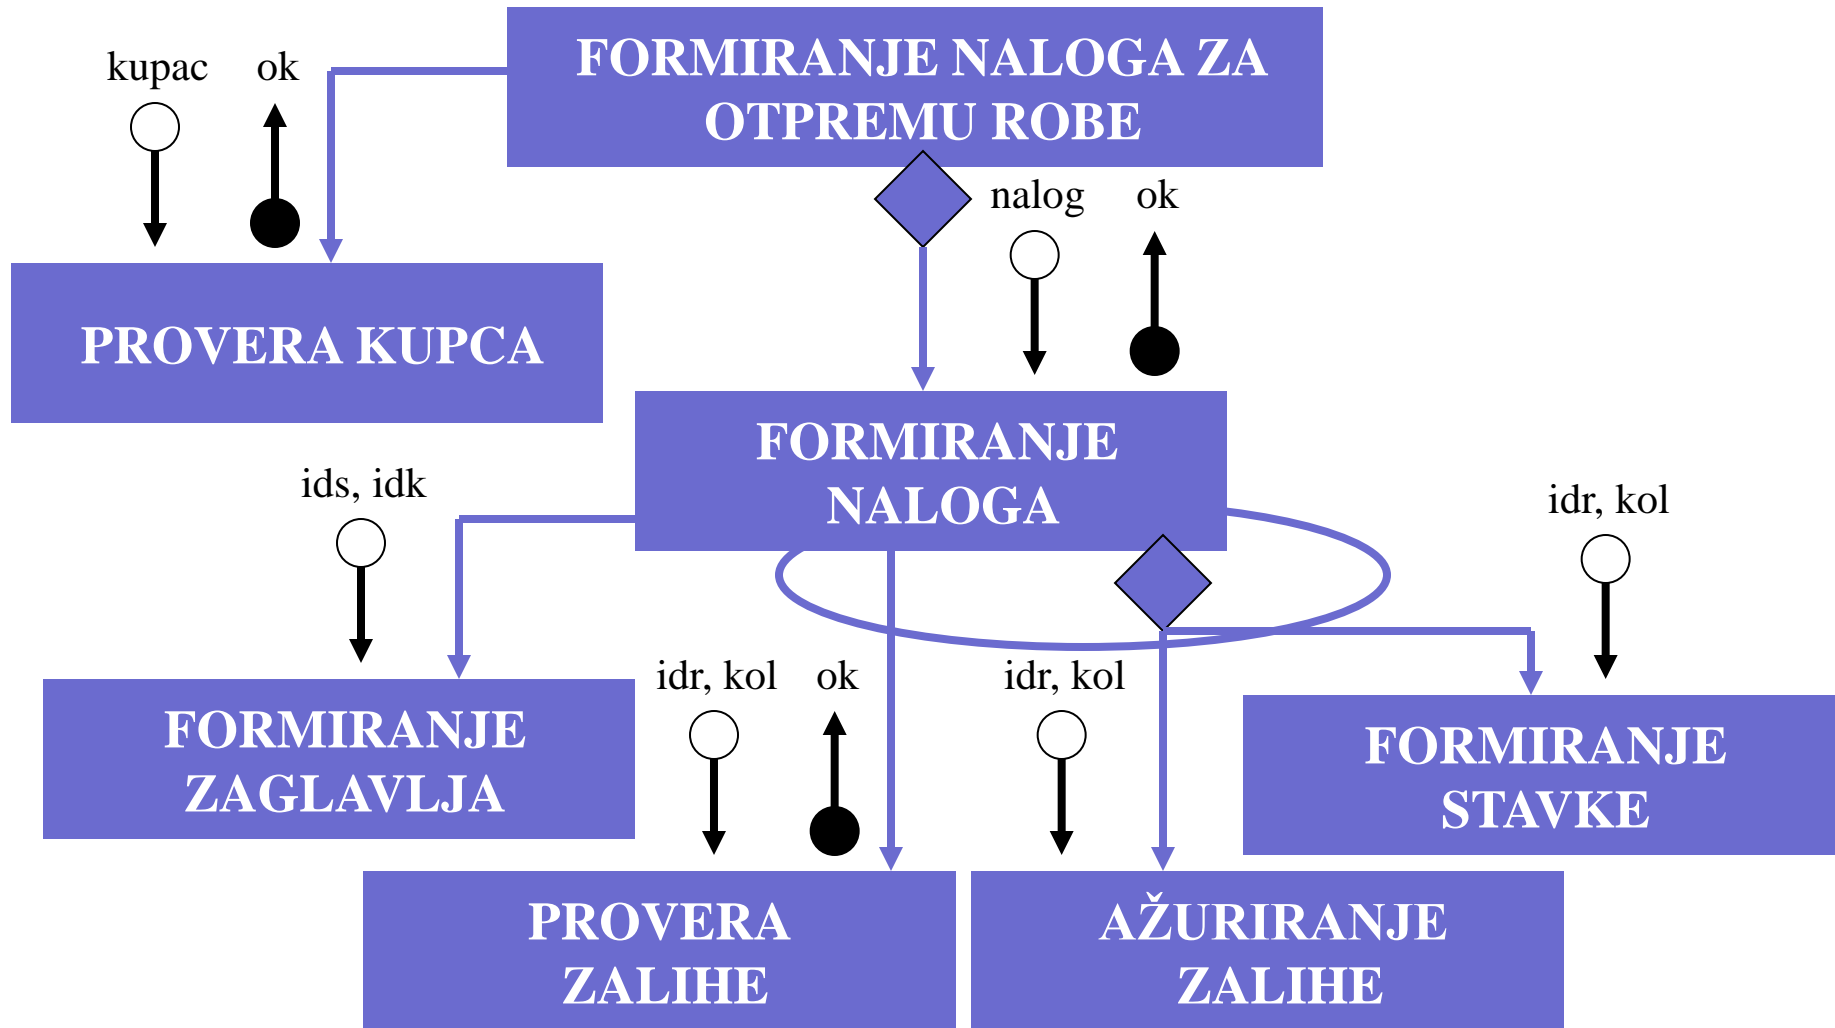 FORMIRANJE NALOGA ZA
OTPREMU ROBE
kupac
ok
nalog
ok
PROVERA KUPCA
FORMIRANJE
NALOGA
ids, idk
idr, kol
FORMIRANJE
ZAGLAVLJA
idr, kol
ok
idr, kol
FORMIRANJE
STAVKE
PROVERA
ZALIHE
AŽURIRANJE
ZALIHE